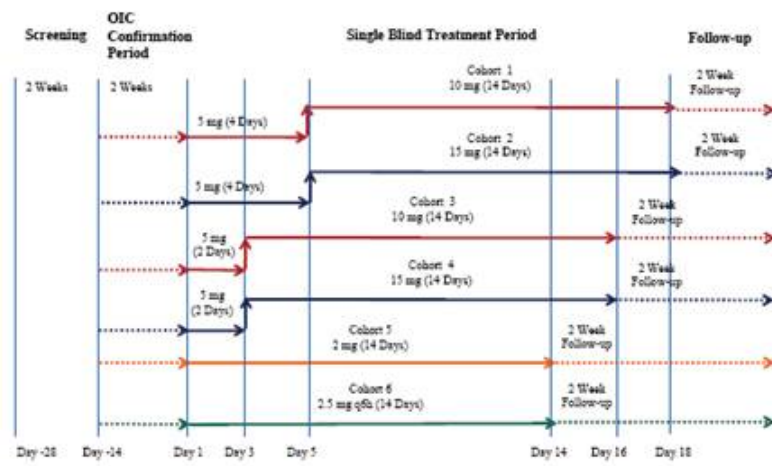 Screening
OIC
Confirmation
Period
Single Blind Treatment Period
Follow-up
2 Weeks
2 Weeks
Cohort 1
10 mg (14 Days)
2 Week
Follow-up
5 mg (4 Days)
Cohort 2
15 mg (14 Days)
2 Week
Follow-up
5 mg (4 Days)
Cohort 3
10 mg (14 Days)
2 Week
Follow-up
5 mg
(2 Days)
Cohort 4
15 mg (14 Days)
2 Week
Follow-up
5 mg
(2 Days)
Cohort 5
2 mg (14 Days)
2 Week
Follow-up
Cohort 6
2.5 mg q6h (14 Days)
2 Week
Follow-up
Day -28
Day -14
Day 1
Day 3
Day 5
Day 14
Day 16
Day 18